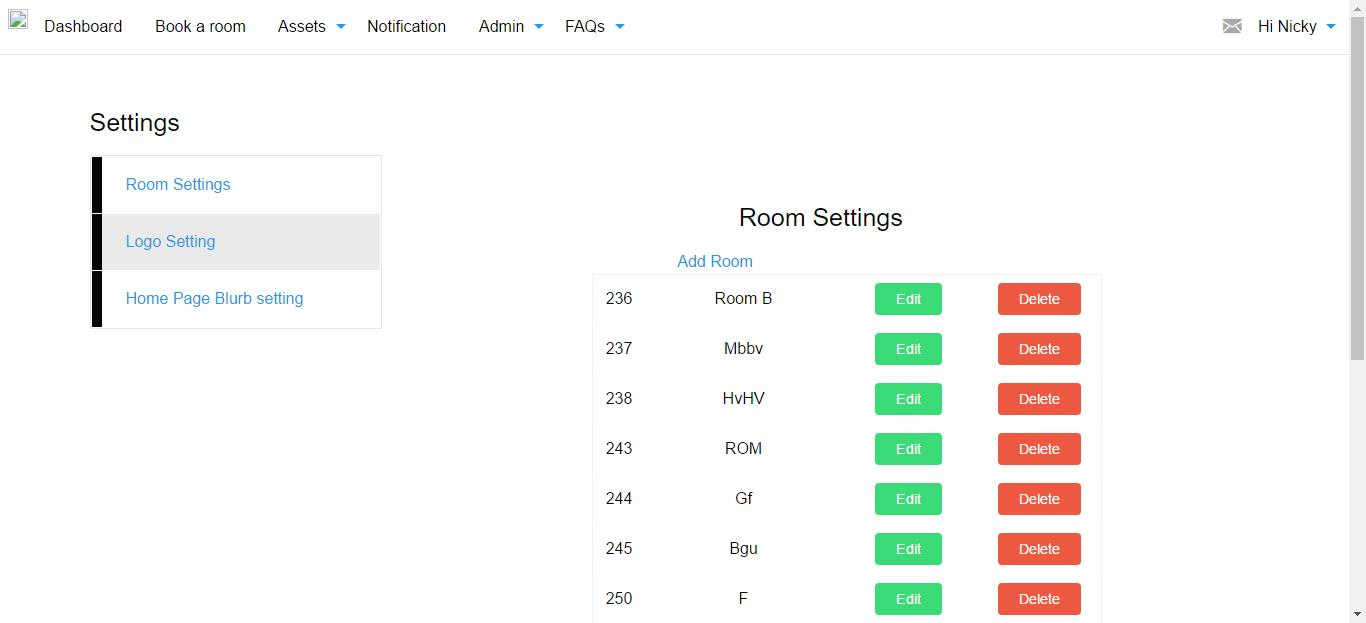 Dashboard Book a room Assets Notification Admin FAQs Hi Nicky
Settings
Room Settings
Logo Setting
Home Page Blurb setting
Room Settings
Add Room
236 Room B Edit Delete
237 Mbbv Edit Delete
238 HvHV Edit Delete
243 ROM Edit Delete
244 Gf Edit Delete
245 Bgu Edit Delete
250 F Edit Delete